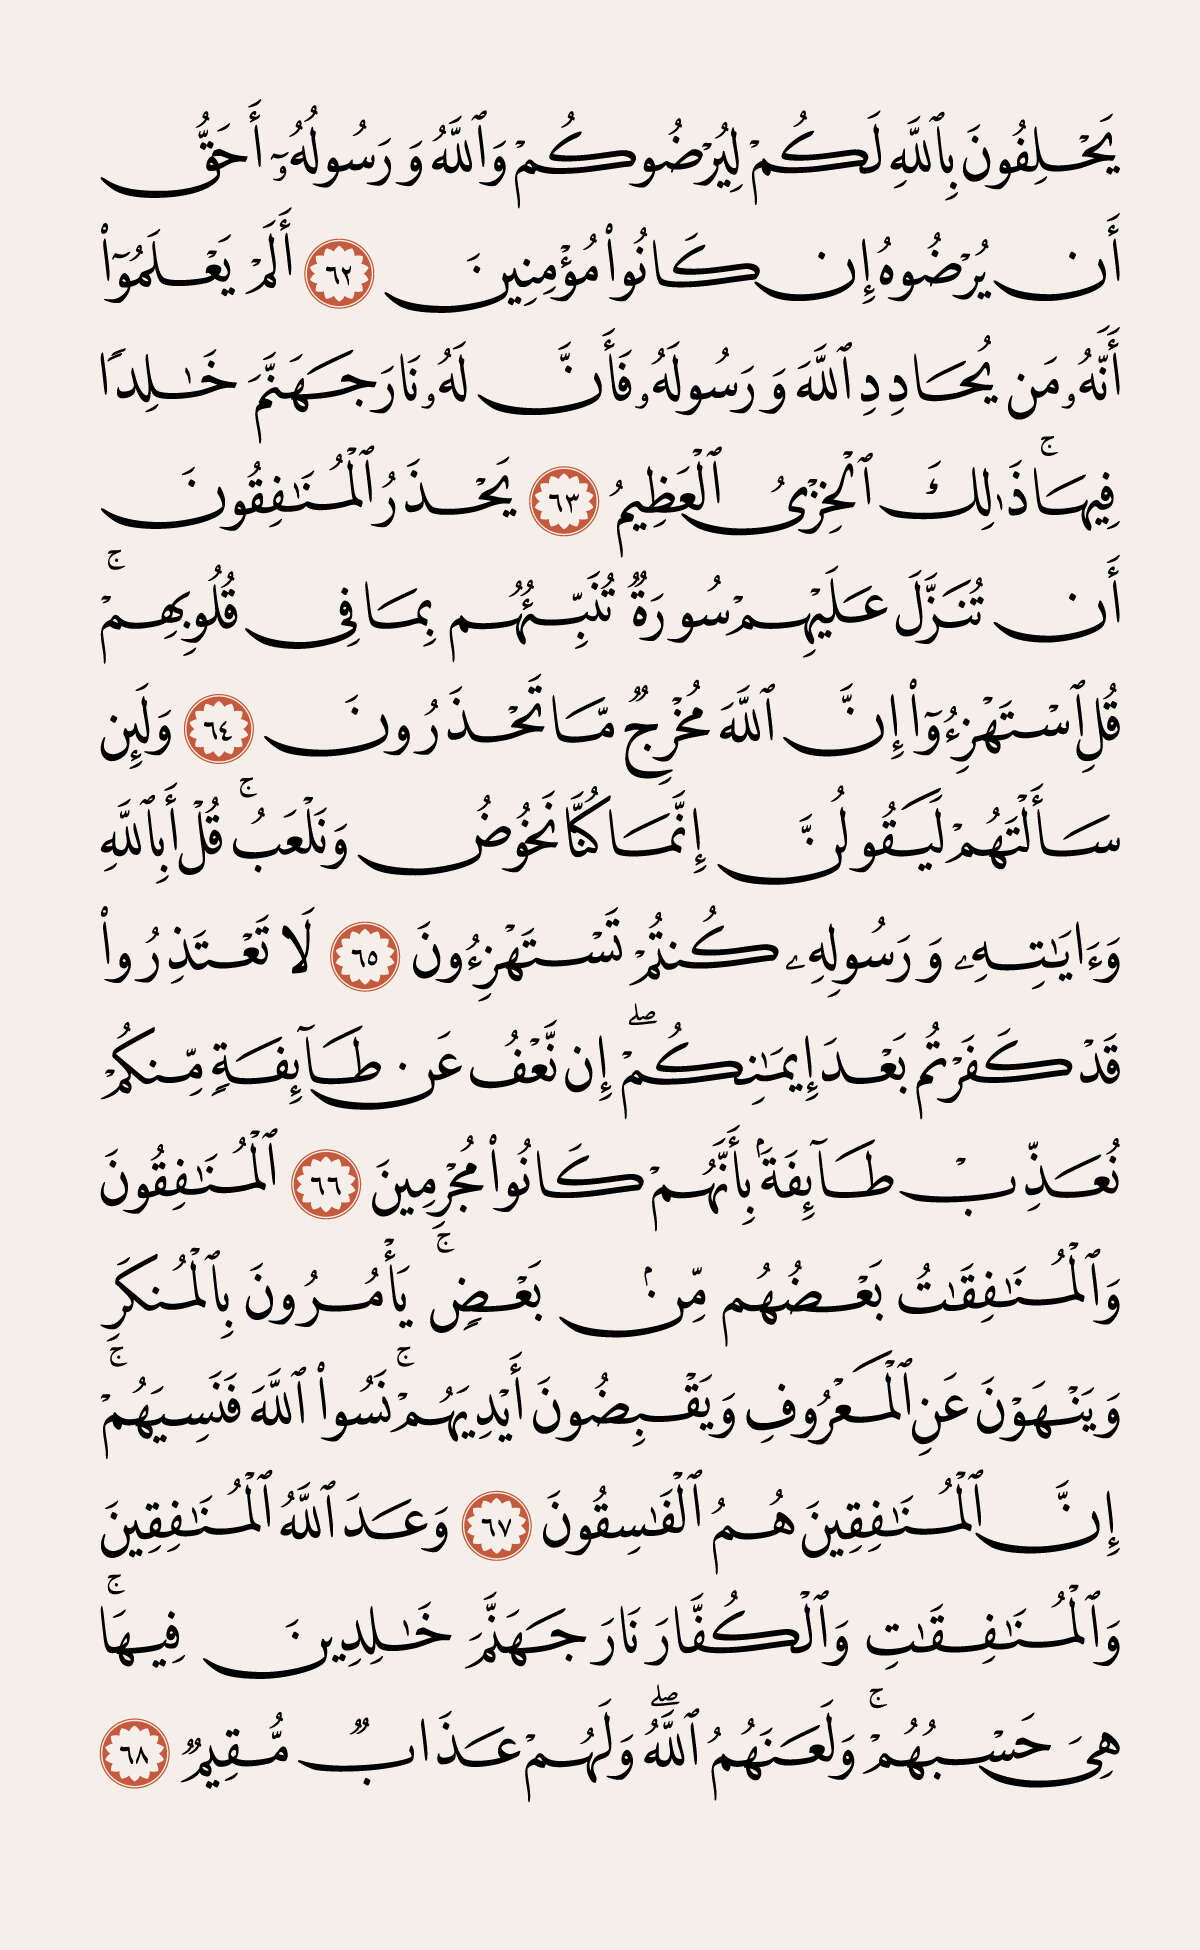 يَحْلِفُونَ بِٱللَّهِ لَكُمْ لِيُرْضُوكُمْ وَٱللَّهُ وَرَسُولُهُۥٓ أَحَقُّ
أَن يُرْضُوهُ إِن كَانُوا۟ مُؤْمِنِينَ ٦٢ أَلَمْ يَعْلَمُوٓا۟
أَنَّهُۥ مَن يُحَادِدِ ٱللَّهَ وَرَسُولَهُۥ فَأَنَّ لَهُۥ نَارَ جَهَنَّمَ خَـٰلِدًا
فِيهَا ۚ ذَٰلِكَ ٱلْخِزْىُ ٱلْعَظِيمُ ٦٣ يَحْذَرُ ٱلْمُنَـٰفِقُونَ
أَن تُنَزَّلَ عَلَيْهِمْ سُورَةٌ تُنَبِّئُهُم بِمَا فِى قُلُوبِهِمْ ۚ
قُلِ ٱسْتَهْزِءُوٓا۟ إِنَّ ٱللَّهَ مُخْرِجٌ مَّا تَحْذَرُونَ ٦٤ وَلَئِن
سَأَلْتَهُمْ لَيَقُولُنَّ إِنَّمَا كُنَّا نَخُوضُ وَنَلْعَبُ ۚ قُلْ أَبِٱللَّهِ
وَءَايَـٰتِهِۦ وَرَسُولِهِۦ كُنتُمْ تَسْتَهْزِءُونَ ٦٥ لَا تَعْتَذِرُوا۟
قَدْ كَفَرْتُم بَعْدَ إِيمَـٰنِكُمْ ۖ إِن نَّعْفُ عَن طَآئِفَةٍ مِّنكُمْ
نُعَذِّبْ طَآئِفَةًۢ بِأَنَّهُمْ كَانُوا۟ مُجْرِمِينَ ٦٦ ٱلْمُنَـٰفِقُونَ
وَٱلْمُنَـٰفِقَـٰتُ بَعْضُهُم مِّنۢ بَعْضٍ ۚ يَأْمُرُونَ بِٱلْمُنكَرِ
وَيَنْهَوْنَ عَنِ ٱلْمَعْرُوفِ وَيَقْبِضُونَ أَيْدِيَهُمْ ۚ نَسُوا۟ ٱللَّهَ فَنَسِيَهُمْ ۚ
إِنَّ ٱلْمُنَـٰفِقِينَ هُمُ ٱلْفَـٰسِقُونَ ٦٧ وَعَدَ ٱللَّهُ ٱلْمُنَـٰفِقِينَ
وَٱلْمُنَـٰفِقَـٰتِ وَٱلْكُفَّارَ نَارَ جَهَنَّمَ خَـٰلِدِينَ فِيهَا ۚ
هِىَ حَسْبُهُمْ ۚ وَلَعَنَهُمُ ٱللَّهُ ۖ وَلَهُمْ عَذَابٌ مُّقِيمٌ ٦٨